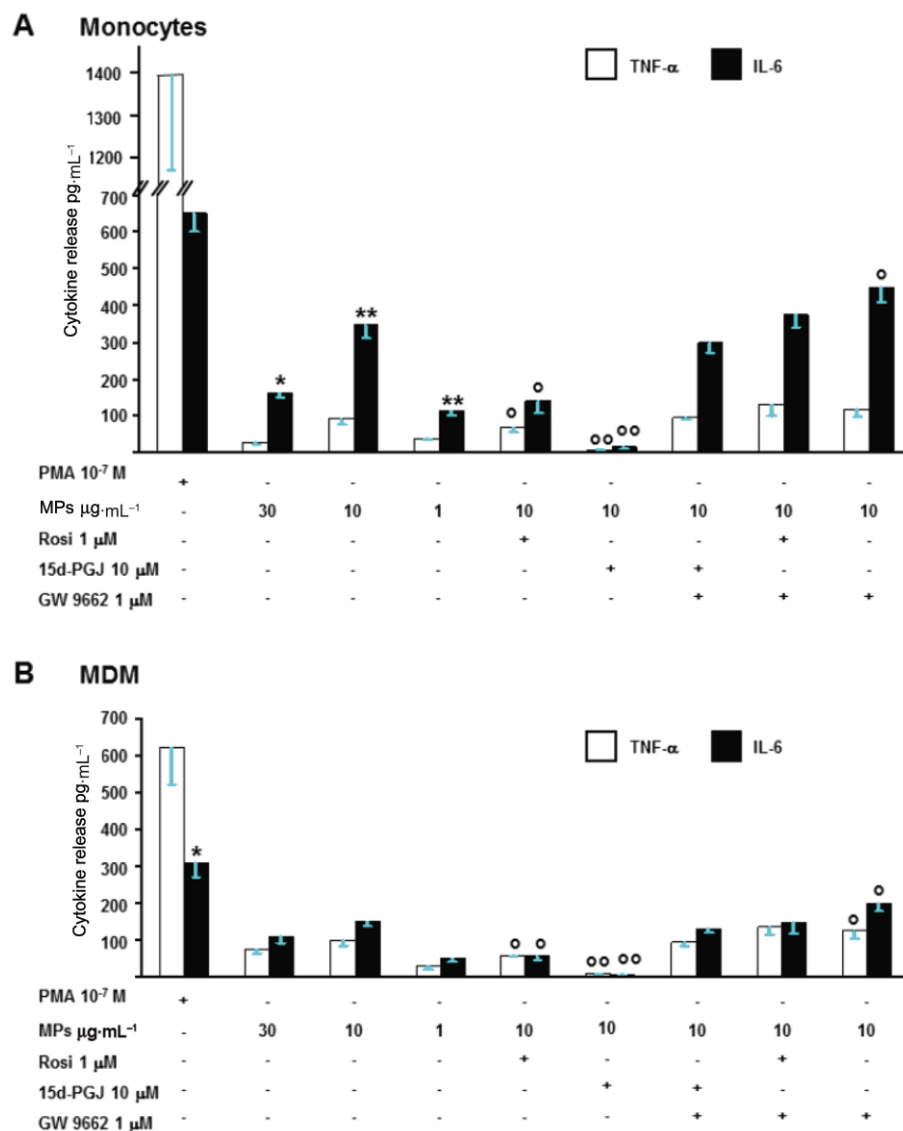 A Monocytes
TNF-α IL-6
Cytokine release pg·mL⁻¹
1400
1300
1200
700
600
500
400
300
200
100
* ** ** ° ° °° °° °
PMA 10⁻⁷ M + - - - - - - - -
MPs µg·mL⁻¹ - 30 10 1 10 10 10 10 10
Rosi 1 µM - - - - + - - + -
15d-PGJ 10 µM - - - - - + + - -
GW 9662 1 µM - - - - - - + + +
B MDM
TNF-α IL-6
Cytokine release pg·mL⁻¹
700
600
500
400
300
200
100
* ° ° °° °° ° °
PMA 10⁻⁷ M + - - - - - - - -
MPs µg·mL⁻¹ - 30 10 1 10 10 10 10 10
Rosi 1 µM - - - - + - - + -
15d-PGJ 10 µM - - - - - + + - -
GW 9662 1 µM - - - - - - + + +